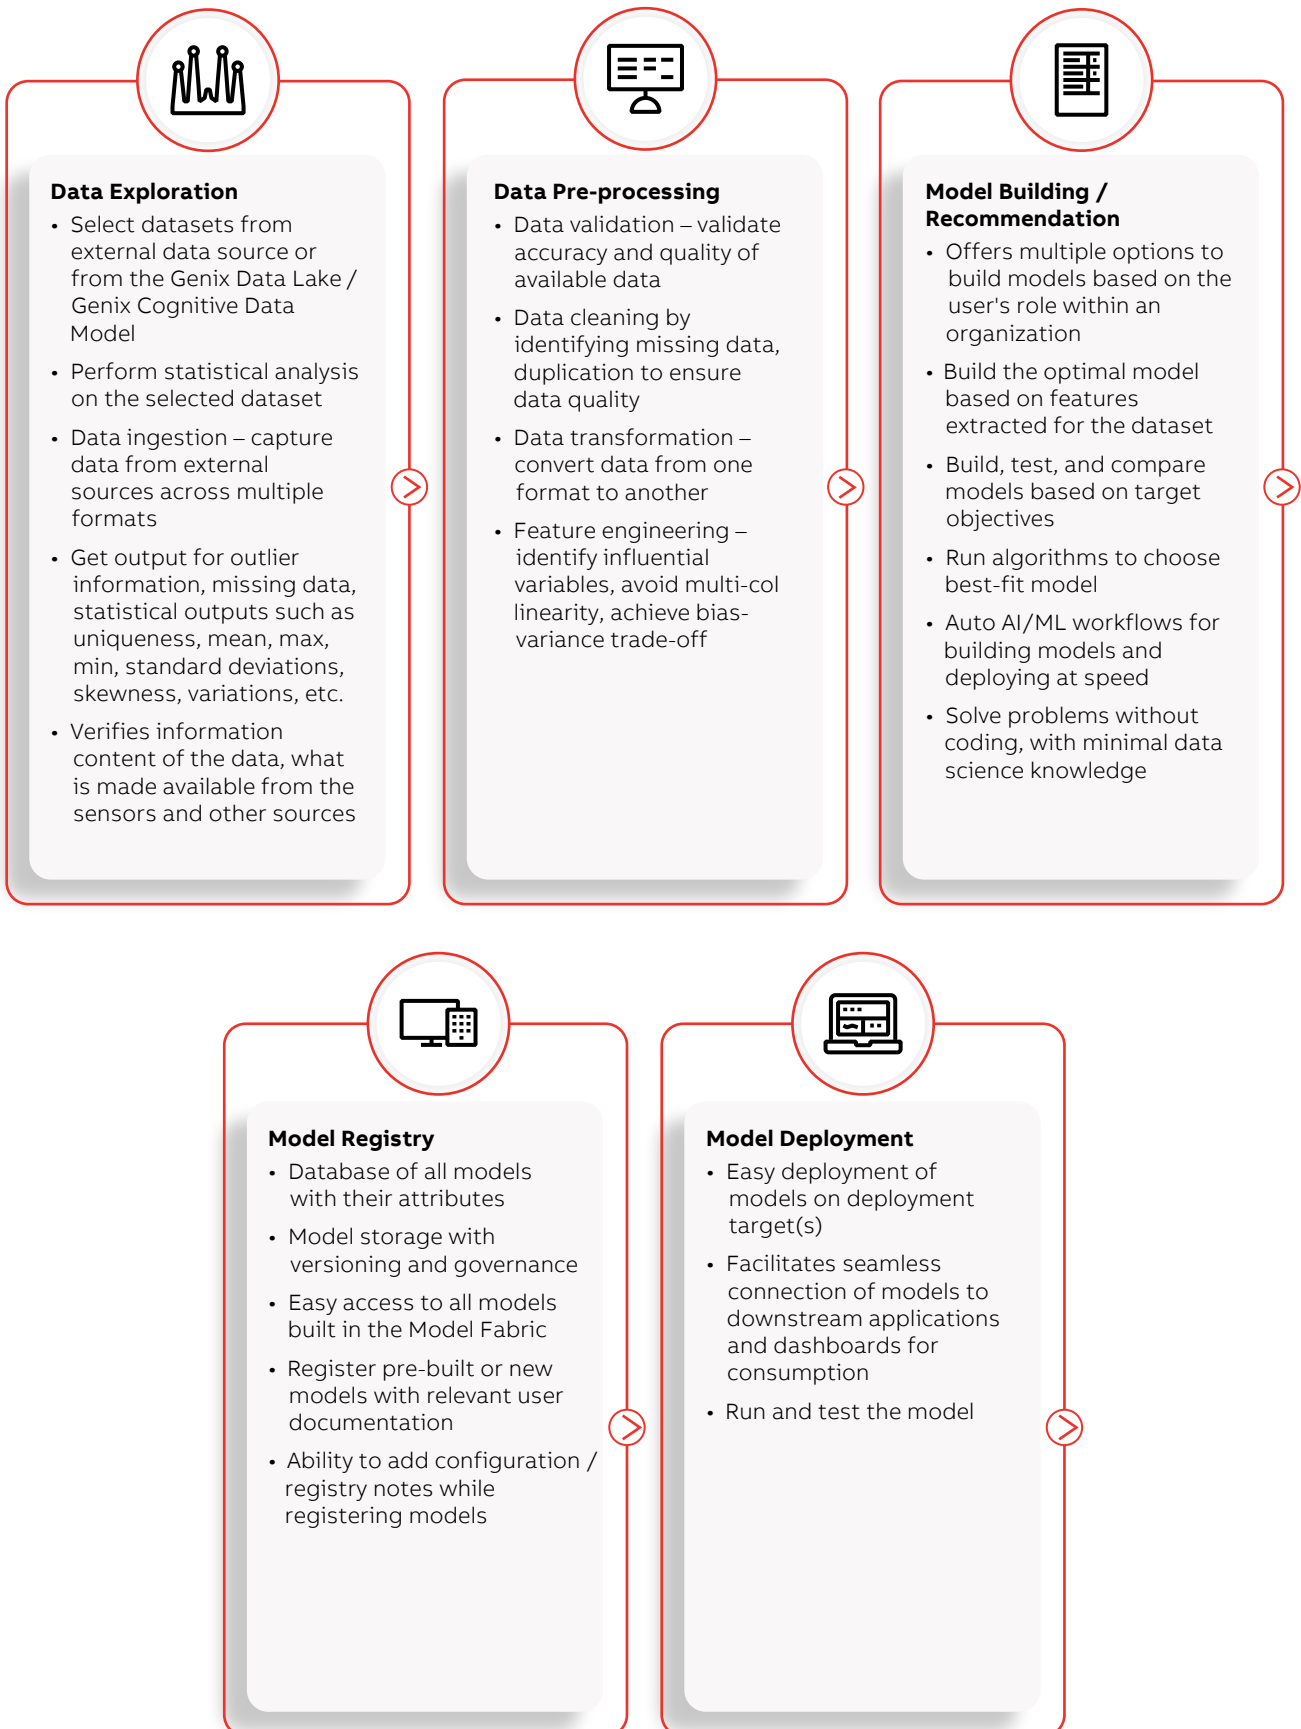 Data Exploration
• Select datasets from
external data source or
from the Genix Data Lake /
Genix Cognitive Data
Model
• Perform statistical analysis
on the selected dataset
• Data ingestion – capture
data from external
sources across multiple
formats
• Get output for outlier
information, missing data,
statistical outputs such as
uniqueness, mean, max,
min, standard deviations,
skewness, variations, etc.
• Verifies information
content of the data, what
is made available from the
sensors and other sources
Data Pre-processing
• Data validation – validate
accuracy and quality of
available data
• Data cleaning by
identifying missing data,
duplication to ensure
data quality
• Data transformation –
convert data from one
format to another
• Feature engineering –
identify influential
variables, avoid multi-col
linearity, achieve bias-
variance trade-off
Model Building /
Recommendation
• Offers multiple options to
build models based on the
user's role within an
organization
• Build the optimal model
based on features
extracted for the dataset
• Build, test, and compare
models based on target
objectives
• Run algorithms to choose
best-fit model
• Auto AI/ML workflows for
building models and
deploying at speed
• Solve problems without
coding, with minimal data
science knowledge
Model Registry
• Database of all models
with their attributes
• Model storage with
versioning and governance
• Easy access to all models
built in the Model Fabric
• Register pre-built or new
models with relevant user
documentation
• Ability to add configuration /
registry notes while
registering models
Model Deployment
• Easy deployment of
models on deployment
target(s)
• Facilitates seamless
connection of models to
downstream applications
and dashboards for
consumption
• Run and test the model